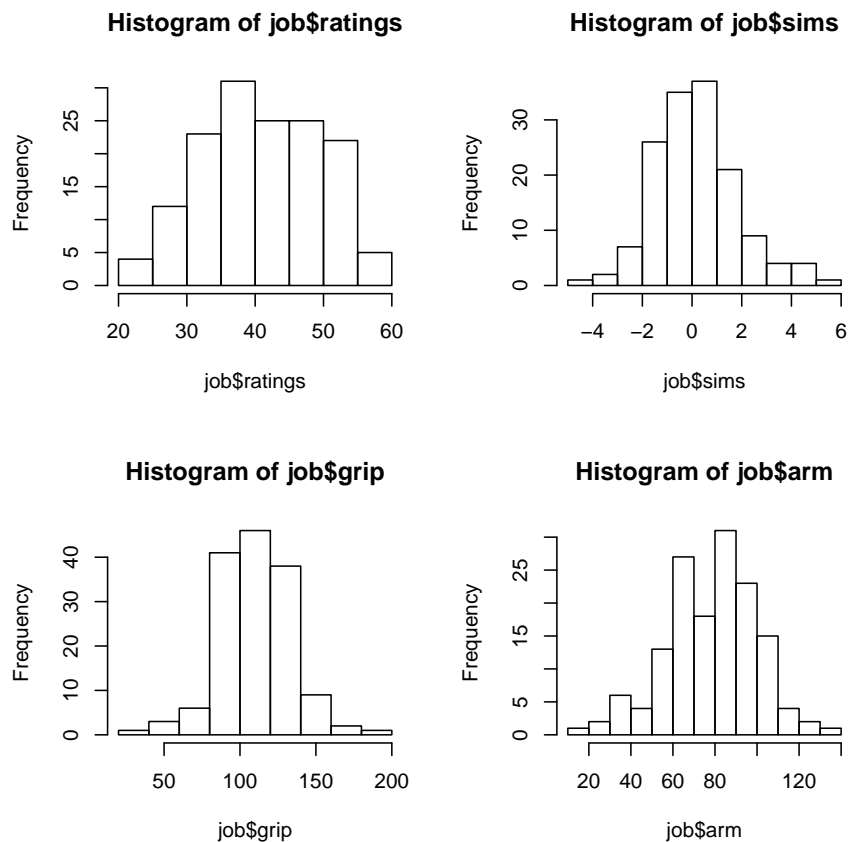 Histogram of job$ratings
Frequency
5
15
25
20 30 40 50 60
job$ratings
Histogram of job$sims
Frequency
0
10
20
30
−4 −2 0 2 4 6
job$sims
Histogram of job$grip
Frequency
0
10
20
30
40
50 100 150 200
job$grip
Histogram of job$arm
Frequency
0
5
15
25
20 40 60 80 120
job$arm